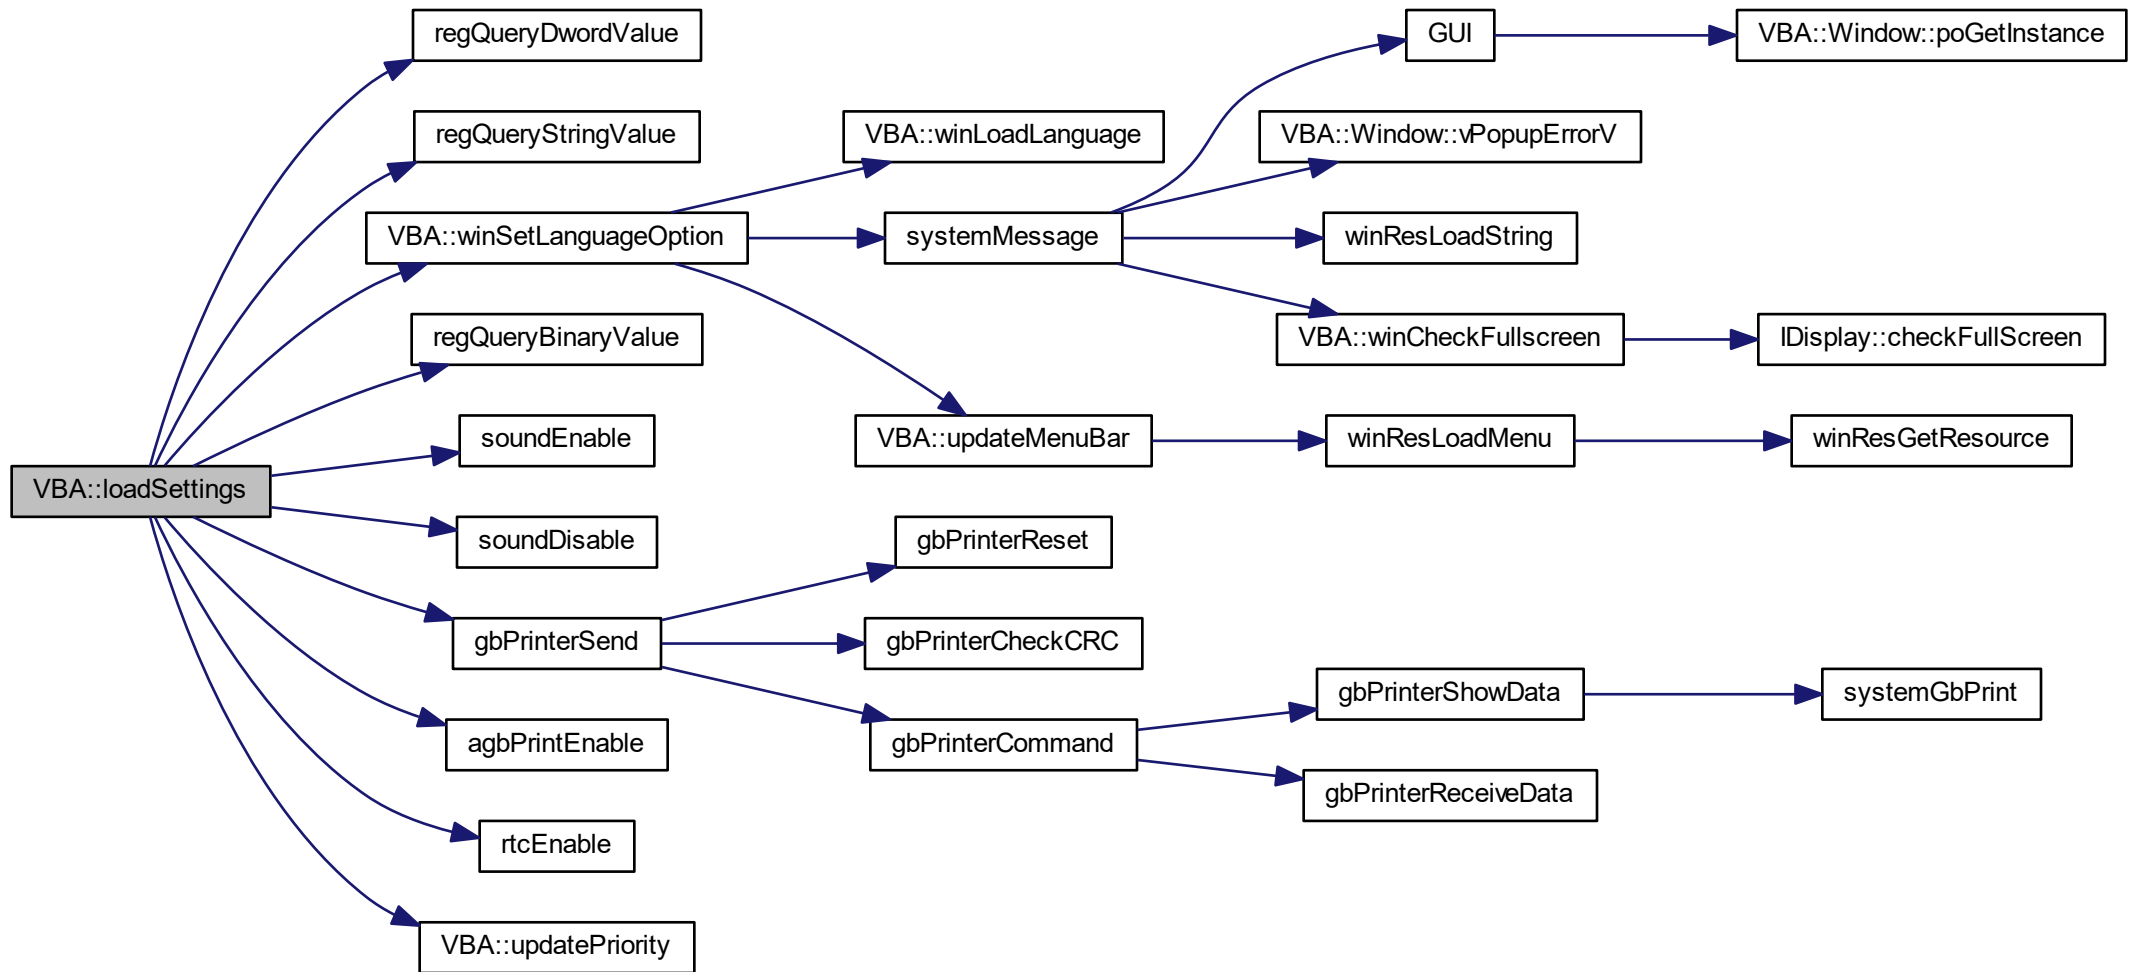 regQueryDwordValue
GUI
VBA::Window::poGetInstance
regQueryStringValue
VBA::winLoadLanguage
VBA::Window::vPopupErrorV
VBA::winSetLanguageOption
systemMessage
winResLoadString
regQueryBinaryValue
VBA::winCheckFullscreen
IDisplay::checkFullScreen
soundEnable
VBA::updateMenuBar
winResLoadMenu
winResGetResource
VBA::loadSettings
soundDisable
gbPrinterReset
gbPrinterSend
gbPrinterCheckCRC
gbPrinterShowData
systemGbPrint
agbPrintEnable
gbPrinterCommand
gbPrinterReceiveData
rtcEnable
VBA::updatePriority